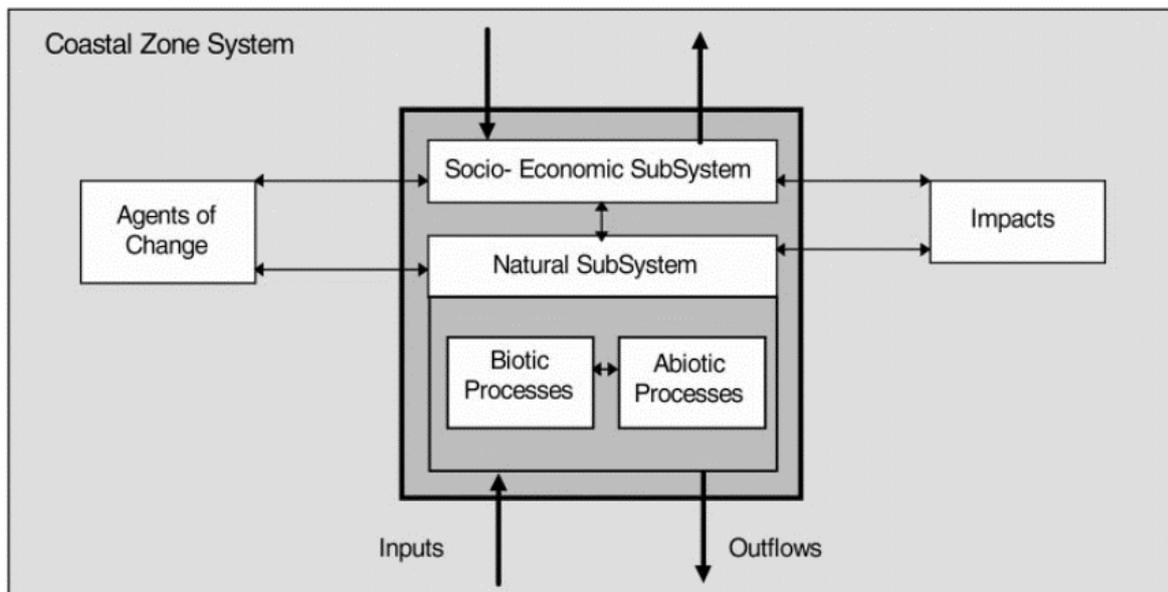 Coastal Zone System
Socio- Economic SubSystem
Agents of
Change
Impacts
Natural SubSystem
Biotic
Processes
Abiotic
Processes
Inputs
Outflows